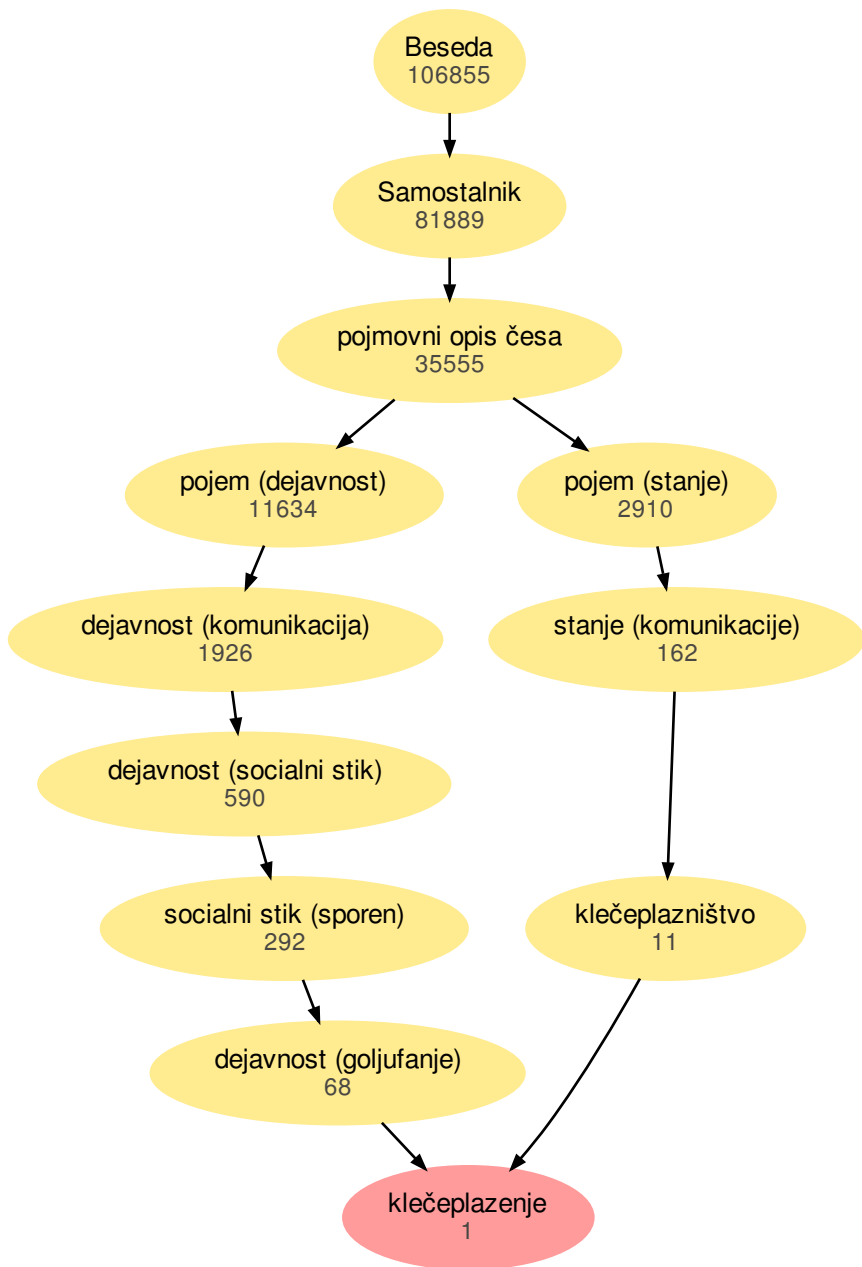 Beseda
106855
Samostalnik
81889
pojmovni opis česa
35555
pojem (dejavnost)
11634
pojem (stanje)
2910
dejavnost (komunikacija)
1926
stanje (komunikacije)
162
dejavnost (socialni stik)
590
socialni stik (sporen)
292
klečeplazništvo
11
dejavnost (goljufanje)
68
klečeplazenje
1